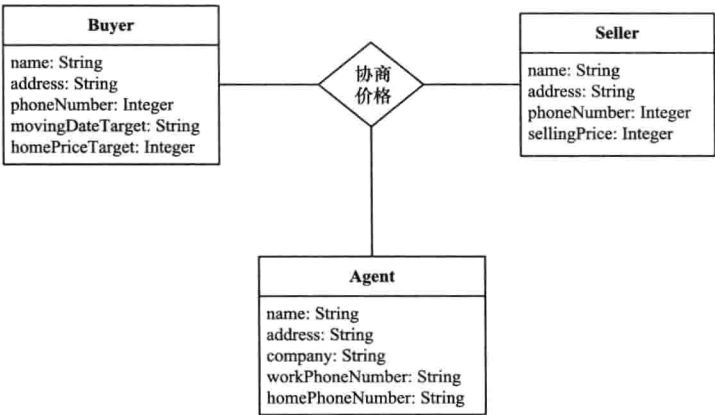 Buyer
name: String
address: String
phoneNumber: Integer
movingDateTarget: String
homePriceTarget: Integer
协商
价格
Seller
name: String
address: String
phoneNumber: Integer
sellingPrice: Integer
Agent
name: String
address: String
company: String
workPhoneNumber: String
homePhoneNumber: String